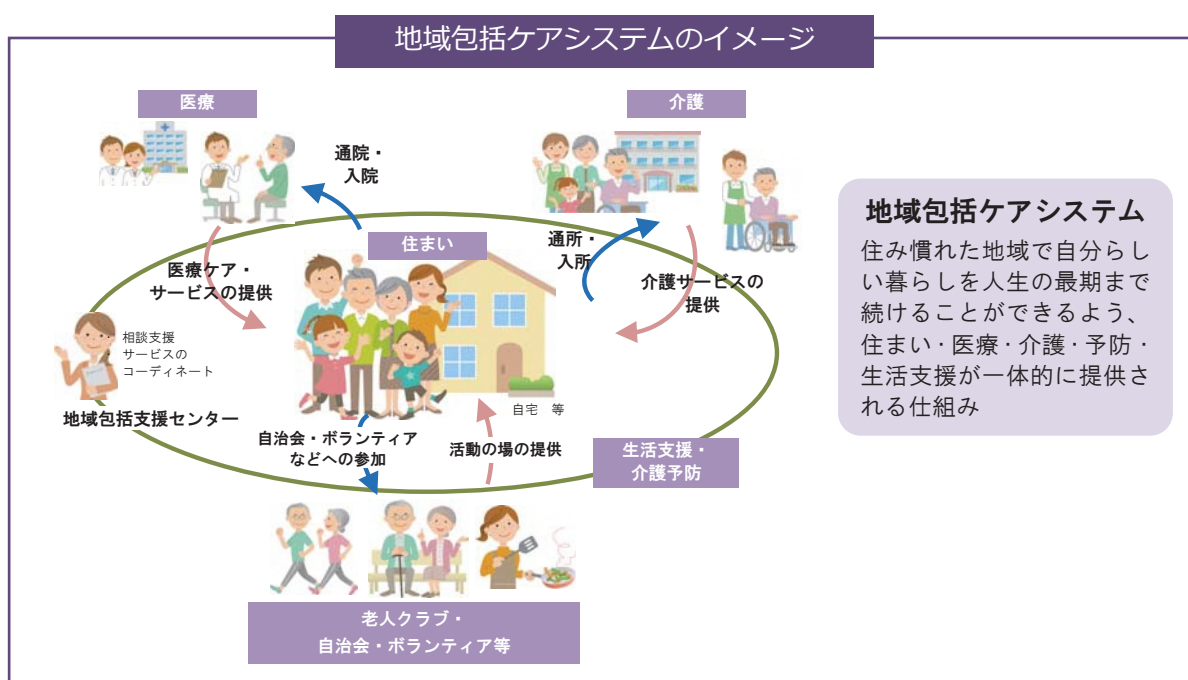 地域包括ケアシステムのイメージ
医療
介護
通院・
入院
通所・
入所
住まい
医療ケア・
サービスの提供
介護サービスの
提供
相談支援
サービスの
コーディネート
地域包括支援センター
自宅　等
自治会・ボランティア
などへの参加
活動の場の提供
生活支援・
介護予防
老人クラブ・
自治会・ボランティア等
地域包括ケアシステム
住み慣れた地域で自分らし
い暮らしを人生の最期まで
続けることができるよう、
住まい・医療・介護・予防・
生活支援が一体的に提供さ
れる仕組み